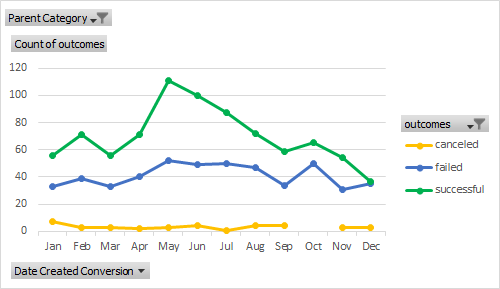 Parent Category
Count of outcomes
120
100
80
60
40
20
0
Jan Feb Mar Apr May Jun Jul Aug Sep Oct Nov Dec
outcomes
canceled
failed
successful
Date Created Conversion